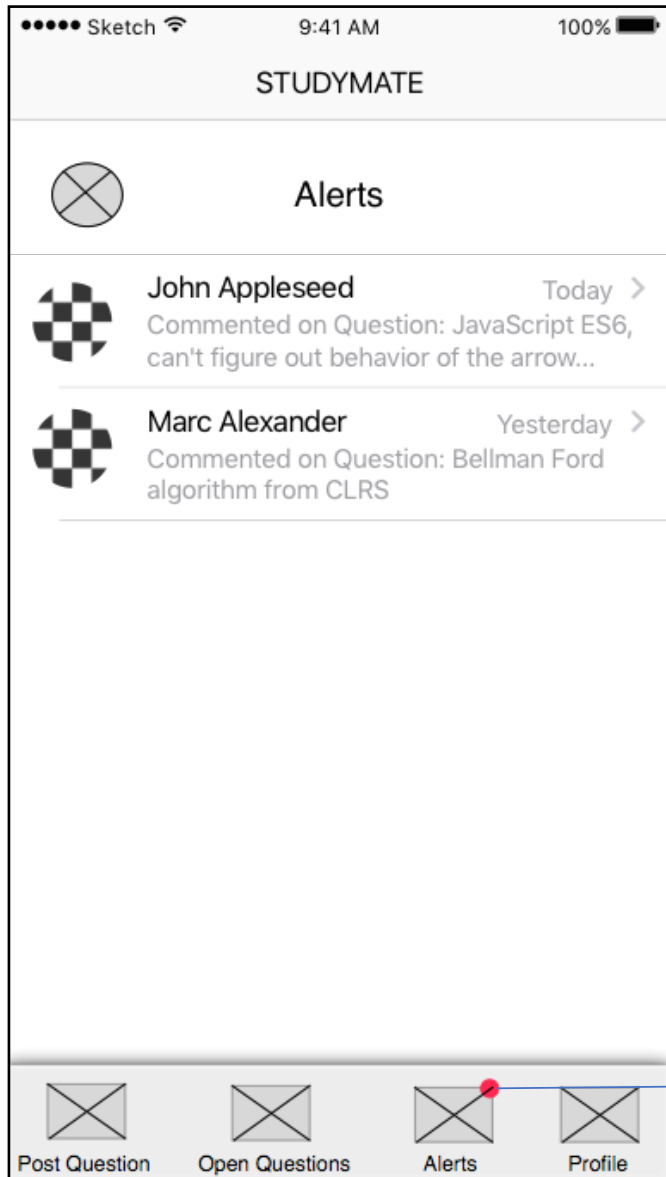 Sketch 9:41 AM 100%
STUDYMATE
Alerts
John Appleseed Today
Commented on Question: JavaScript ES6,
can't figure out behavior of the arrow...
Marc Alexander Yesterday
Commented on Question: Bellman Ford
algorithm from CLRS
Post Question Open Questions Alerts Profile